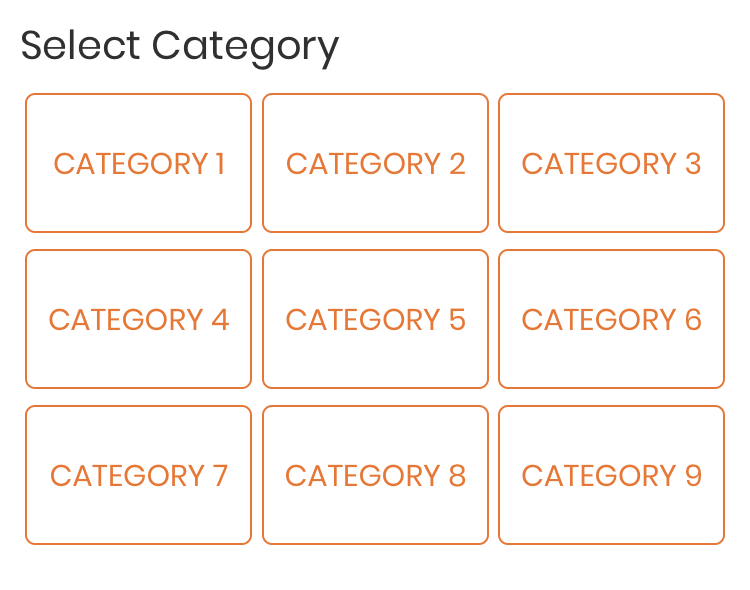 Select Category
CATEGORY 1
CATEGORY 2
CATEGORY 3
CATEGORY 4
CATEGORY 5
CATEGORY 6
CATEGORY 7
CATEGORY 8
CATEGORY 9